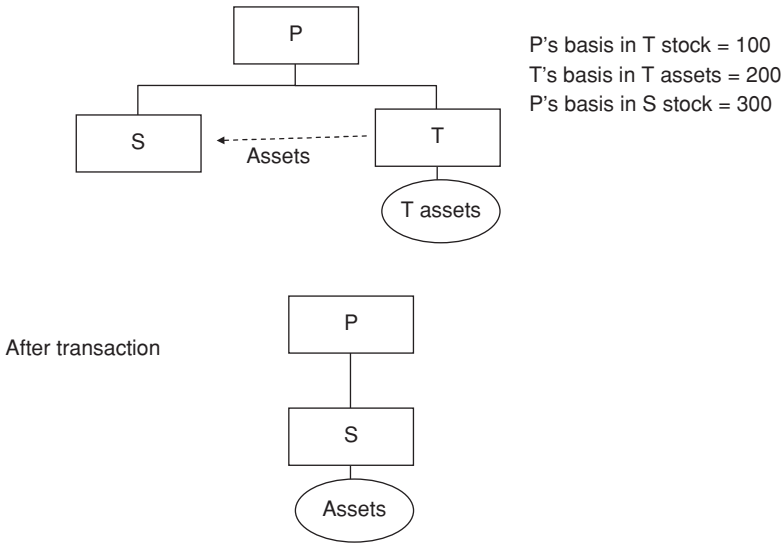 P
P's basis in T stock = 100
T's basis in T assets = 200
P's basis in S stock = 300
S
Assets
T
T assets
After transaction
P
S
Assets